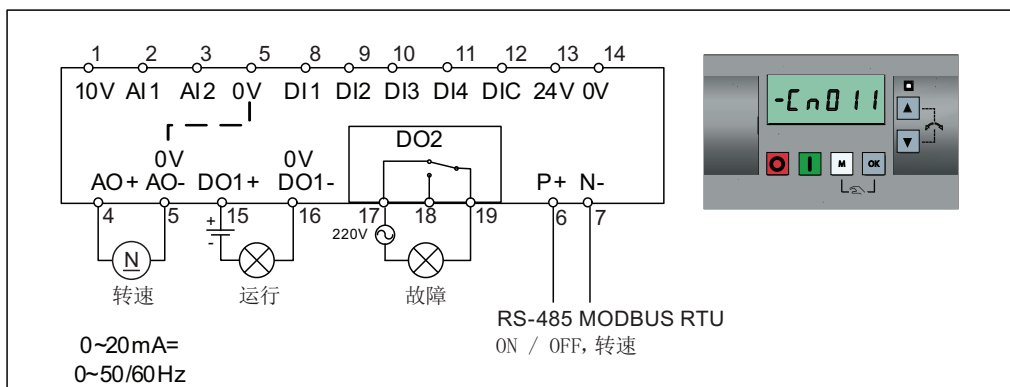 1 2 3 5 8 9 10 11 12 13 14
10V AI1 AI2 0V DI1 DI2 DI3 DI4 DIC 24V 0V
-Cn011
DO2
0V 0V
AO+ AO- DO1+ DO1- P+ N-
4 5 15 16 17 18 19 6 7
+
-
220V
N
M OK
转速 运行 故障
RS-485 MODBUS RTU
ON / OFF, 转速
0~20mA=
0~50/60Hz